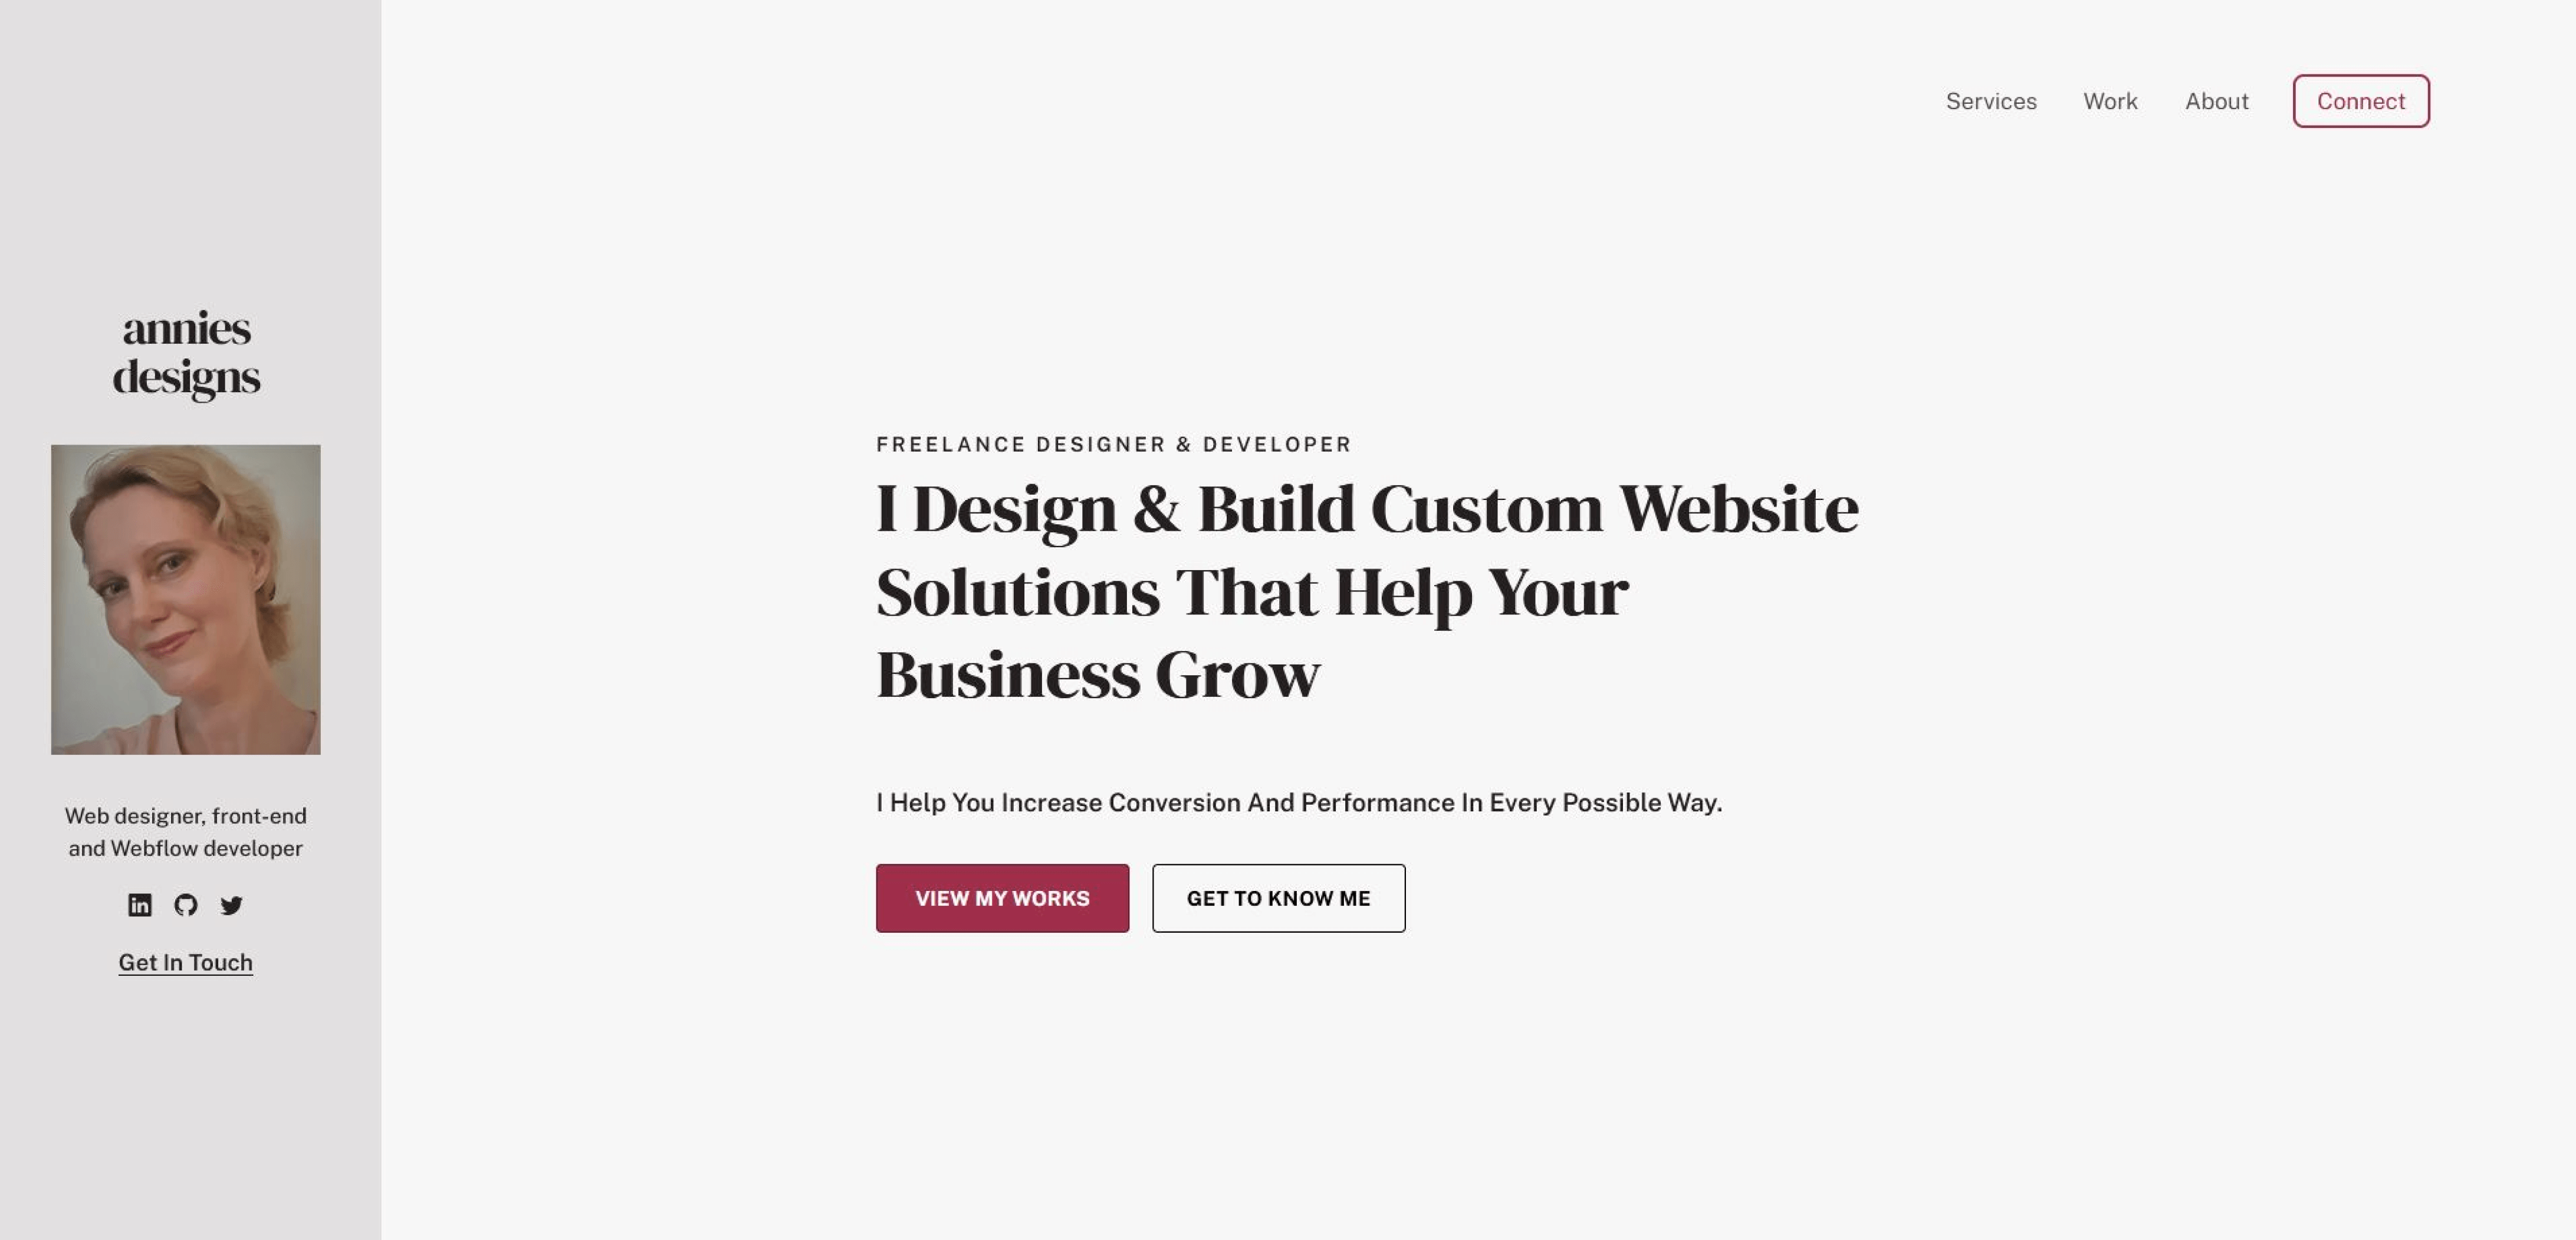 annies
designs
Web designer, front-end
and Webflow developer
in
Get In Touch
Services Work About Connect
FREELANCE DESIGNER & DEVELOPER
I Design & Build Custom Website
Solutions That Help Your
Business Grow
I Help You Increase Conversion And Performance In Every Possible Way.
VIEW MY WORKS GET TO KNOW ME